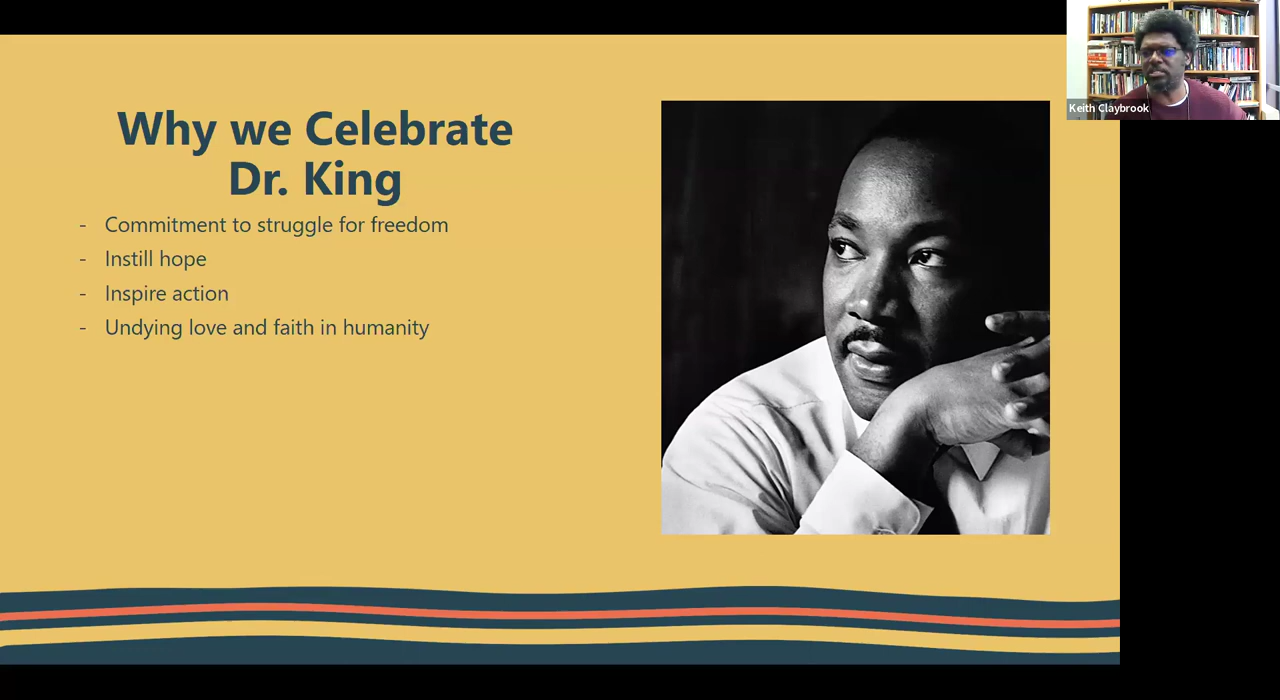 Why we Celebrate
Dr. King
- Commitment to struggle for freedom
- Instill hope
- Inspire action
- Undying love and faith in humanity
Keith Claybrook